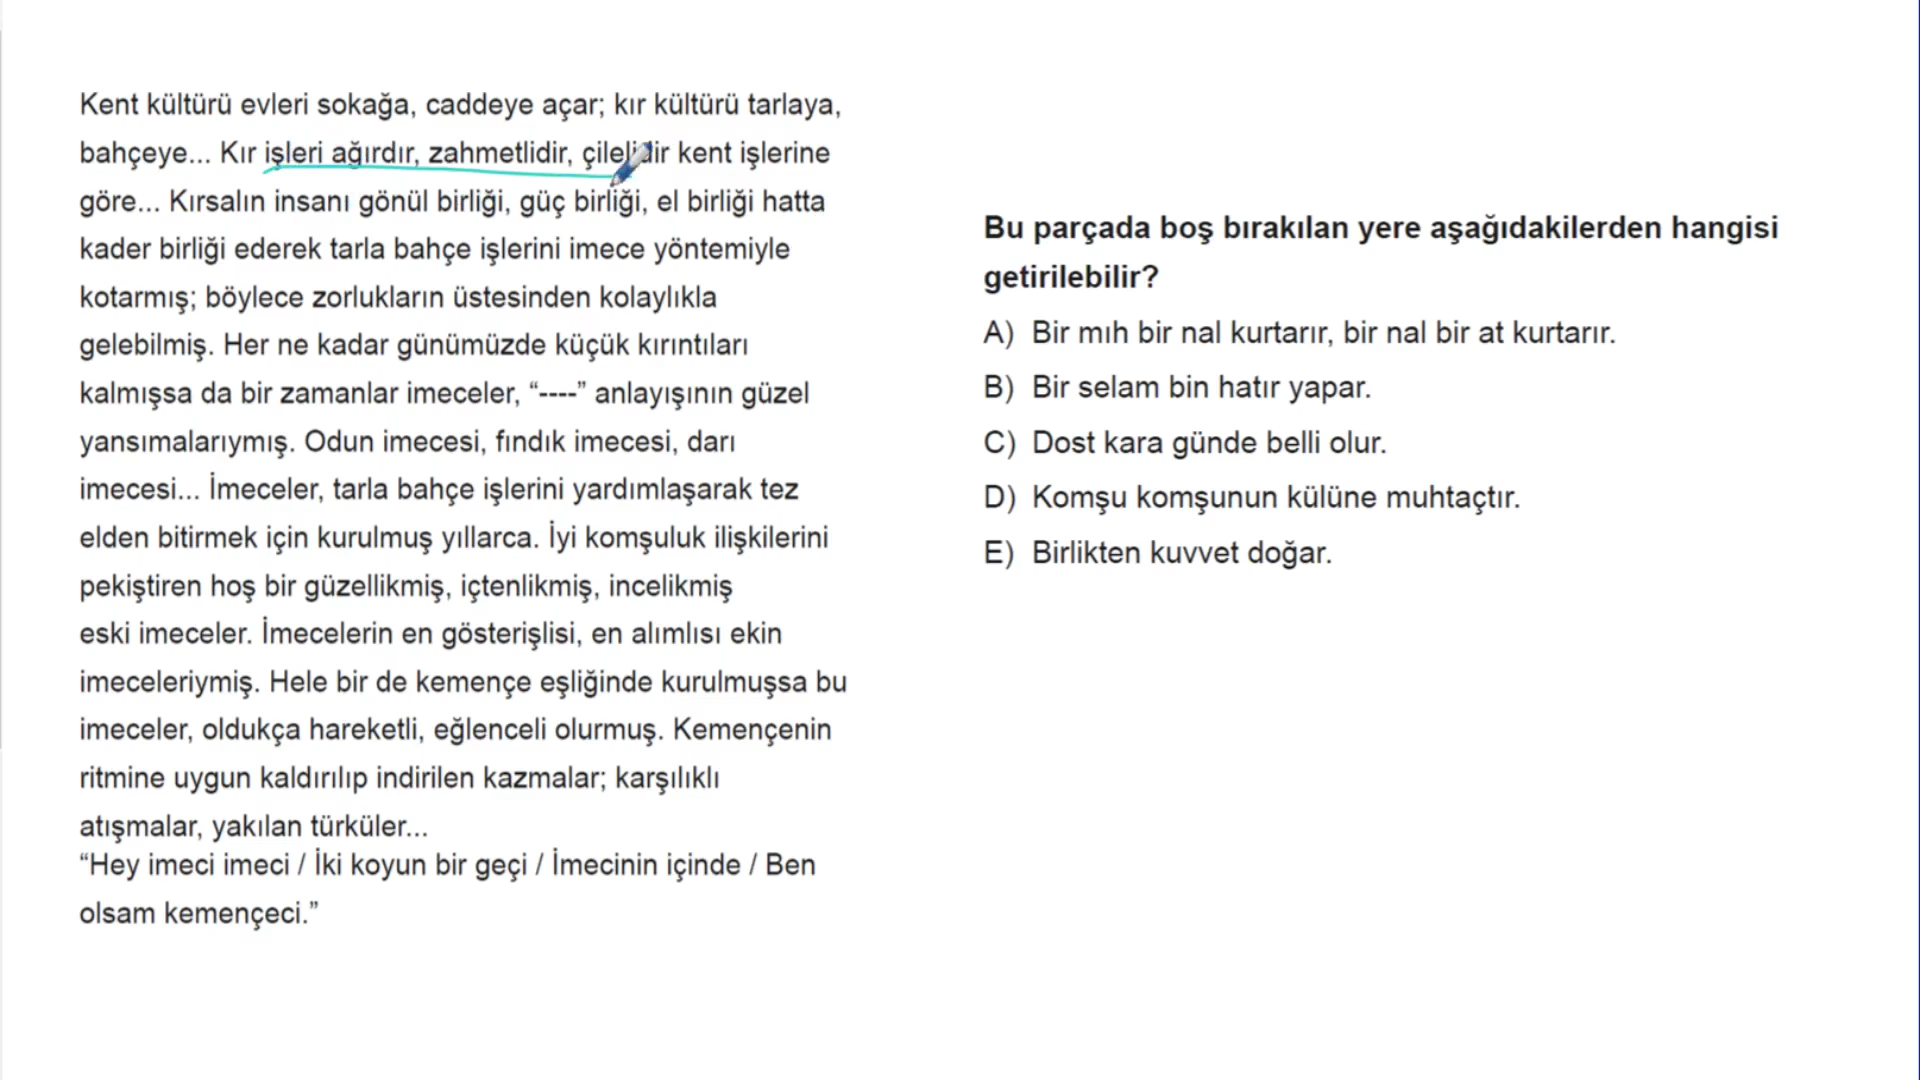 Kent kültürü evleri sokağa, caddeye açar; kır kültürü tarlaya,
bahçeye... Kır işleri ağırdır, zahmetlidir, çilelidir kent işlerine
göre... Kırsalın insanı gönül birliği, güç birliği, el birliği hatta
kader birliği ederek tarla bahçe işlerini imece yöntemiyle
kotarmış; böylece zorlukların üstesinden kolaylıkla
gelebilmiş. Her ne kadar günümüzde küçük kırıntıları
kalmışsa da bir zamanlar imeceler, “----” anlayışının güzel
yansımalarıymış. Odun imecesi, fındık imecesi, darı
imecesi... İmeceler, tarla bahçe işlerini yardımlaşarak tez
elden bitirmek için kurulmuş yıllarca. İyi komşuluk ilişkilerini
pekiştiren hoş bir güzellikmiş, içtenlikmiş, incelikmiş
eski imeceler. İmecelerin en gösterişlisi, en alımlısı ekin
imeceleriymiş. Hele bir de kemençe eşliğinde kurulmuşsa bu
imeceler, oldukça hareketli, eğlenceli olurmuş. Kemençenin
ritmine uygun kaldırılıp indirilen kazmalar; karşılıklı
atışmalar, yakılan türküler...
“Hey imeci imeci / İki koyun bir geçi / İmecinin içinde / Ben
olsam kemençeci.”
Bu parçada boş bırakılan yere aşağıdakilerden hangisi
getirilebilir?
A) Bir mıh bir nal kurtarır, bir nal bir at kurtarır.
B) Bir selam bin hatır yapar.
C) Dost kara günde belli olur.
D) Komşu komşunun külüne muhtaçtır.
E) Birlikten kuvvet doğar.